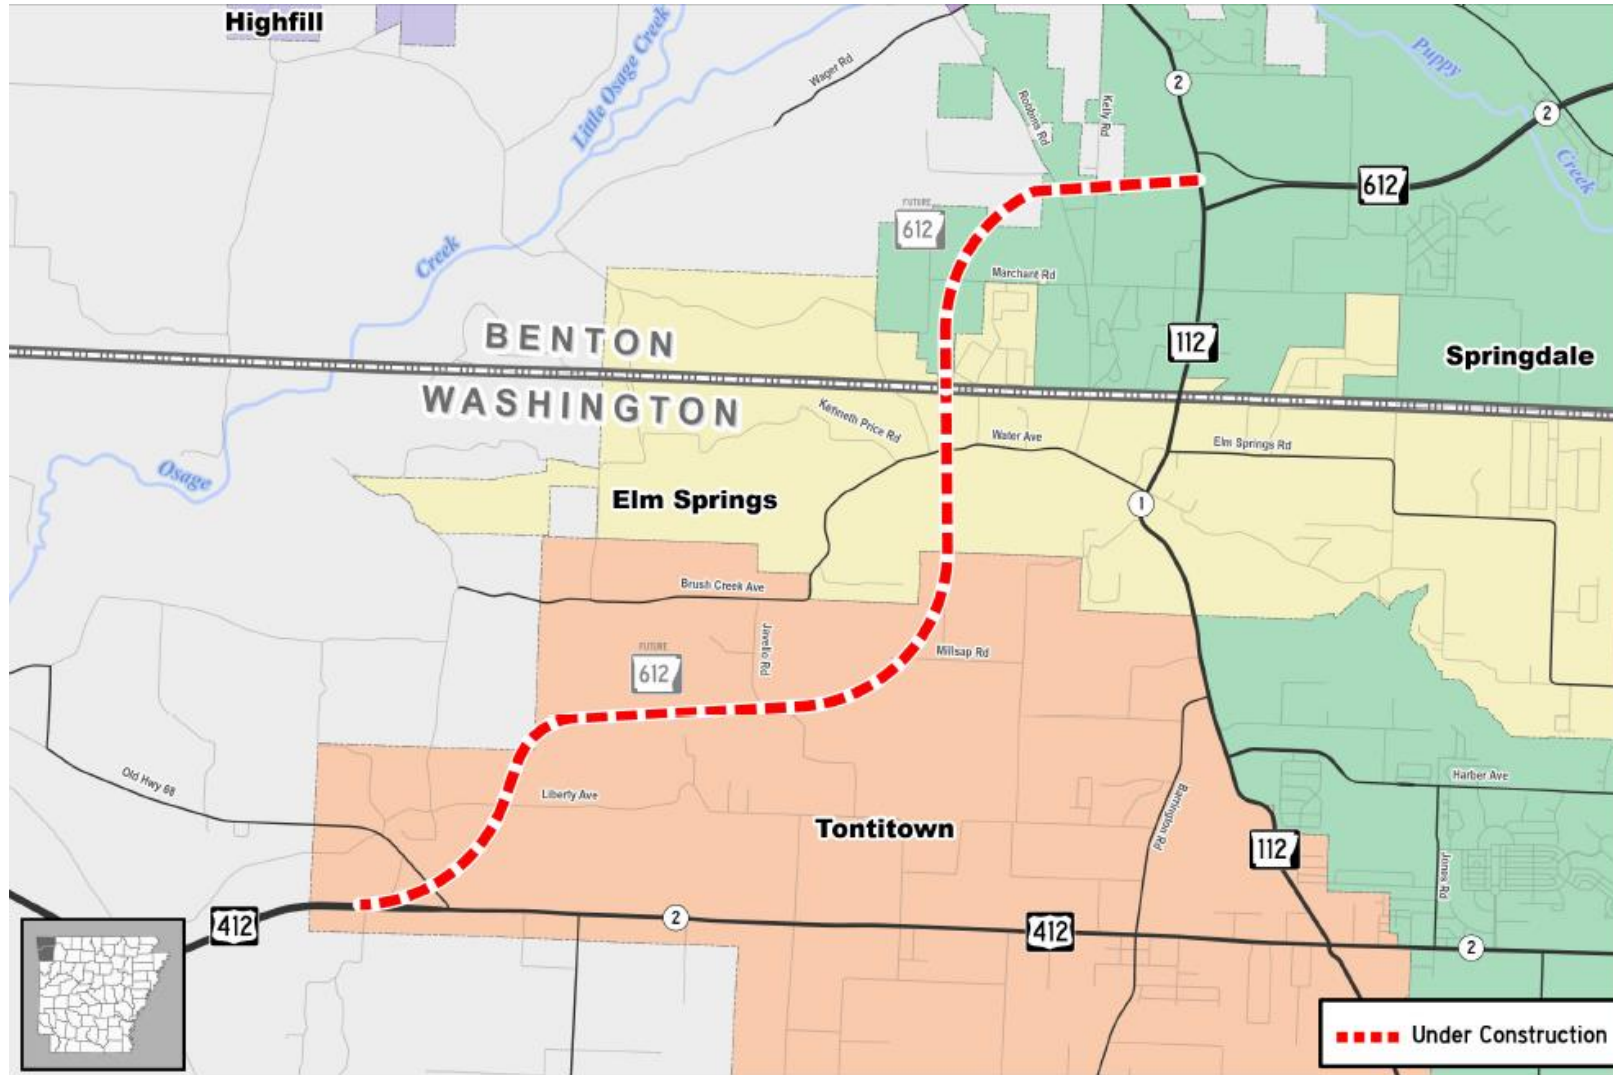 Highfill
Little Osage Creek
Wager Rd
Robbins Rd
Kelly Rd
2
Puppy
Creek
2
612
FUTURE
612
Creek
Marchant Rd
BENTON
112
Springdale
WASHINGTON
Kenneth Price Rd
Water Ave
Elm Springs Rd
Osage
Elm Springs
1
Brush Creek Ave
Javello Rd
Millsap Rd
FUTURE
612
Old Hwy 68
Liberty Ave
Tontitown
Barrington Rd
Harber Ave
112
Jones Rd
412
2
412
2
Under Construction